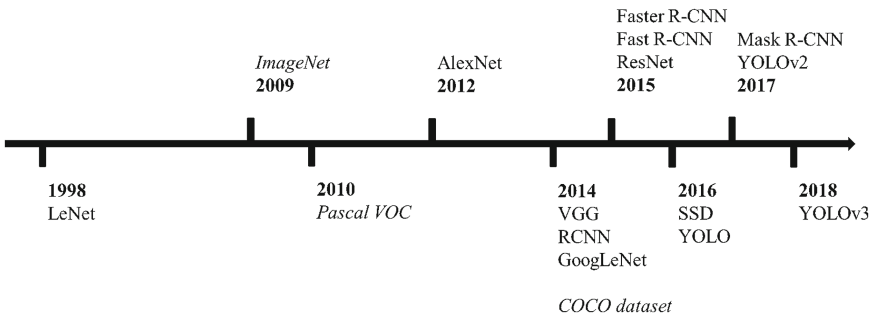 Faster R-CNN
Fast R-CNN
ResNet
2015
Mask R-CNN
YOLOv2
2017
ImageNet
2009
AlexNet
2012
1998
LeNet
2010
Pascal VOC
2014
VGG
RCNN
GoogLeNet
COCO dataset
2016
SSD
YOLO
2018
YOLOv3